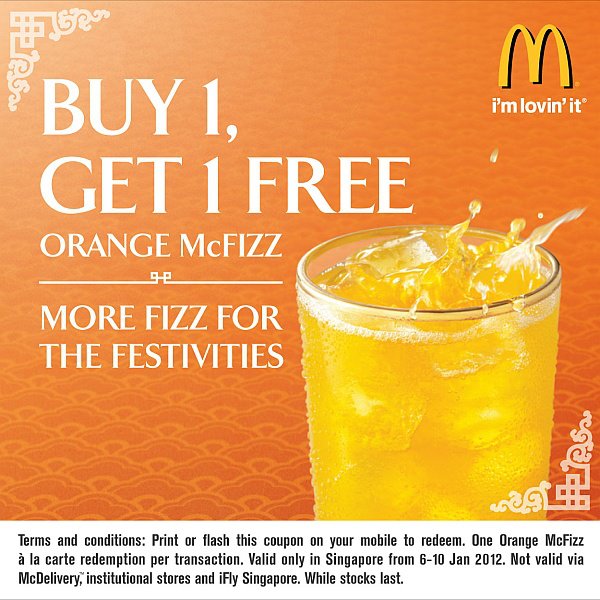 i'm lovin' it®
BUY 1,
GET 1 FREE
ORANGE McFIZZ
MORE FIZZ FOR
THE FESTIVITIES
Terms and conditions: Print or flash this coupon on your mobile to redeem. One Orange McFizz
à la carte redemption per transaction. Valid only in Singapore from 6-10 Jan 2012. Not valid via
McDelivery,™ institutional stores and iFly Singapore. While stocks last.